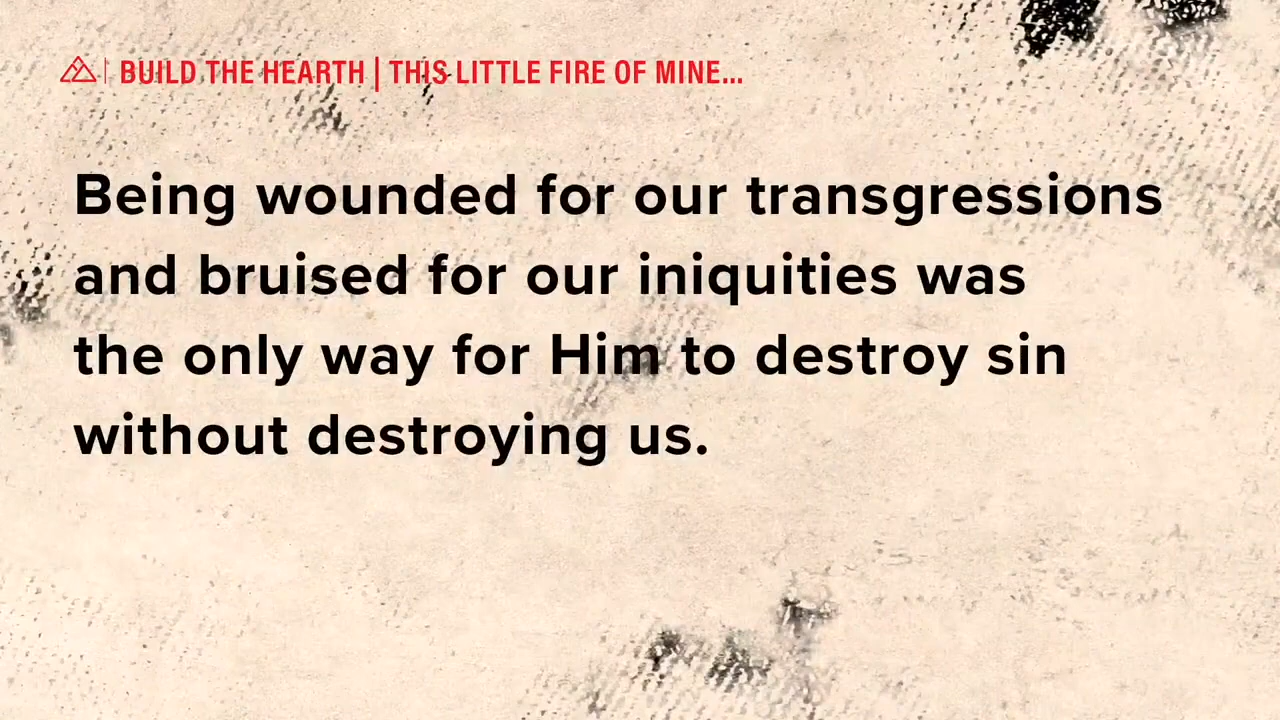 BUILD THE HEARTH | THIS LITTLE FIRE OF MINE...
Being wounded for our transgressions
and bruised for our iniquities was
the only way for Him to destroy sin
without destroying us.